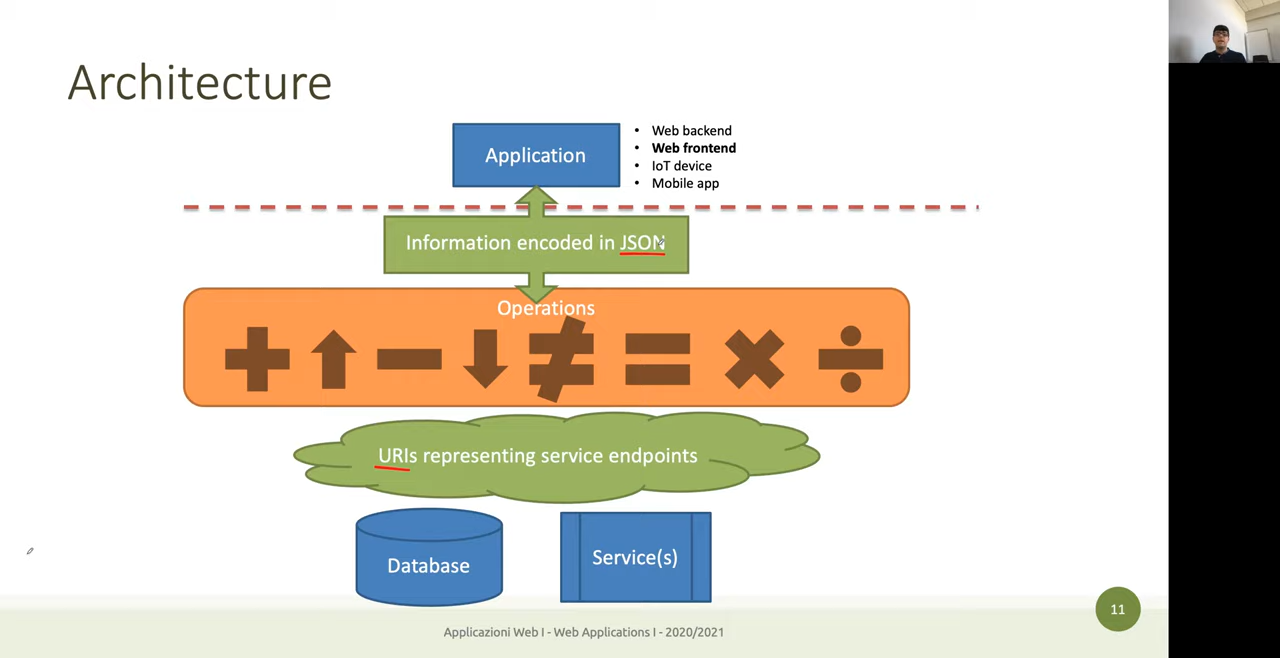 Architecture
Application
• Web backend
• Web frontend
• IoT device
• Mobile app
Information encoded in JSON
Operations
URIs representing service endpoints
Database
Service(s)
11
Applicazioni Web I - Web Applications I - 2020/2021